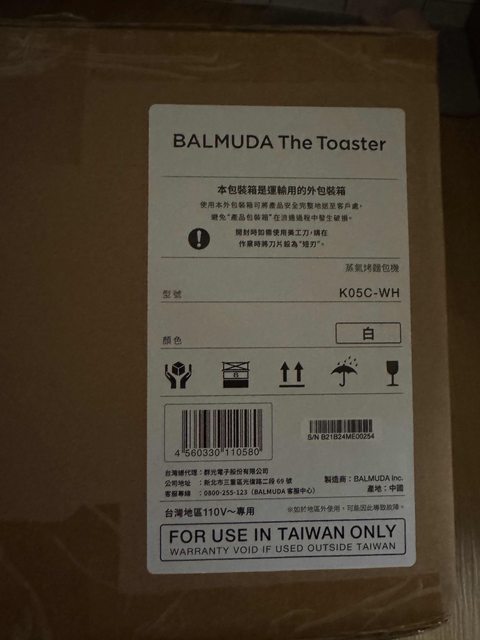 BALMUDA The Toaster
本包裝箱是運輸用的外包裝箱
使用本外包裝箱可將產品安全完整地送至客戶處，
避免“產品包裝箱”在流通過程中發生破損。
開封時如需使用美工刀，請在
作業時將刀片設為“短刃”。
蒸氣烤麵包機
型號 K05C-WH
顏色 白
4 560330 110580
S/N B21B24ME00254
台灣總代理：群光電子股份有限公司
公司地址：新北市三重區光復路二段 69 號
客服專線：0800-255-123（BALMUDA 客服中心）
製造商：BALMUDA Inc.
產地：中國
台灣地區110V～專用
※如於地區外使用，可能因此導致故障。
FOR USE IN TAIWAN ONLY
WARRANTY VOID IF USED OUTSIDE TAIWAN